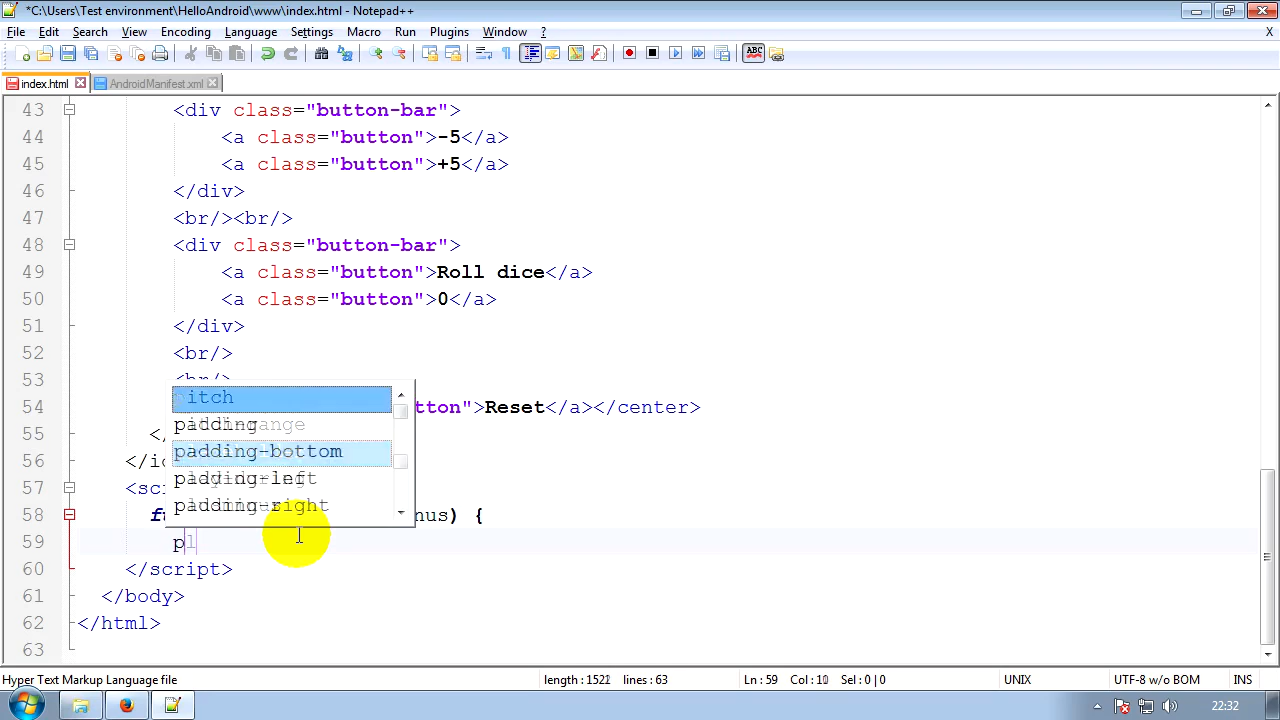 *C:\Users\Test environment\HelloAndroid\www\index.html - Notepad++
File Edit Search View Encoding Language Settings Macro Run Plugins Window ? X
index.html AndroidManifest.xml
43 <div class="button-bar">
44 <a class="button">-5</a>
45 <a class="button">+5</a>
46 </div>
47 <br/><br/>
48 <div class="button-bar">
49 <a class="button">Roll dice</a>
50 <a class="button">0</a>
51 </div>
52 <br/>
53 <br/>
54 tton">Reset</a></center>
55 </
56 </io
57 <sc
58 fu nus) {
59 pl
60 </script>
61 </body>
62 </html>
63
itch
padding
padding-bottom
padding-left
padding-right
Hyper Text Markup Language file length : 1522 lines : 63 Ln : 59 Col : 10 Sel : 0 | 0 UNIX UTF-8 w/o BOM INS
22:32